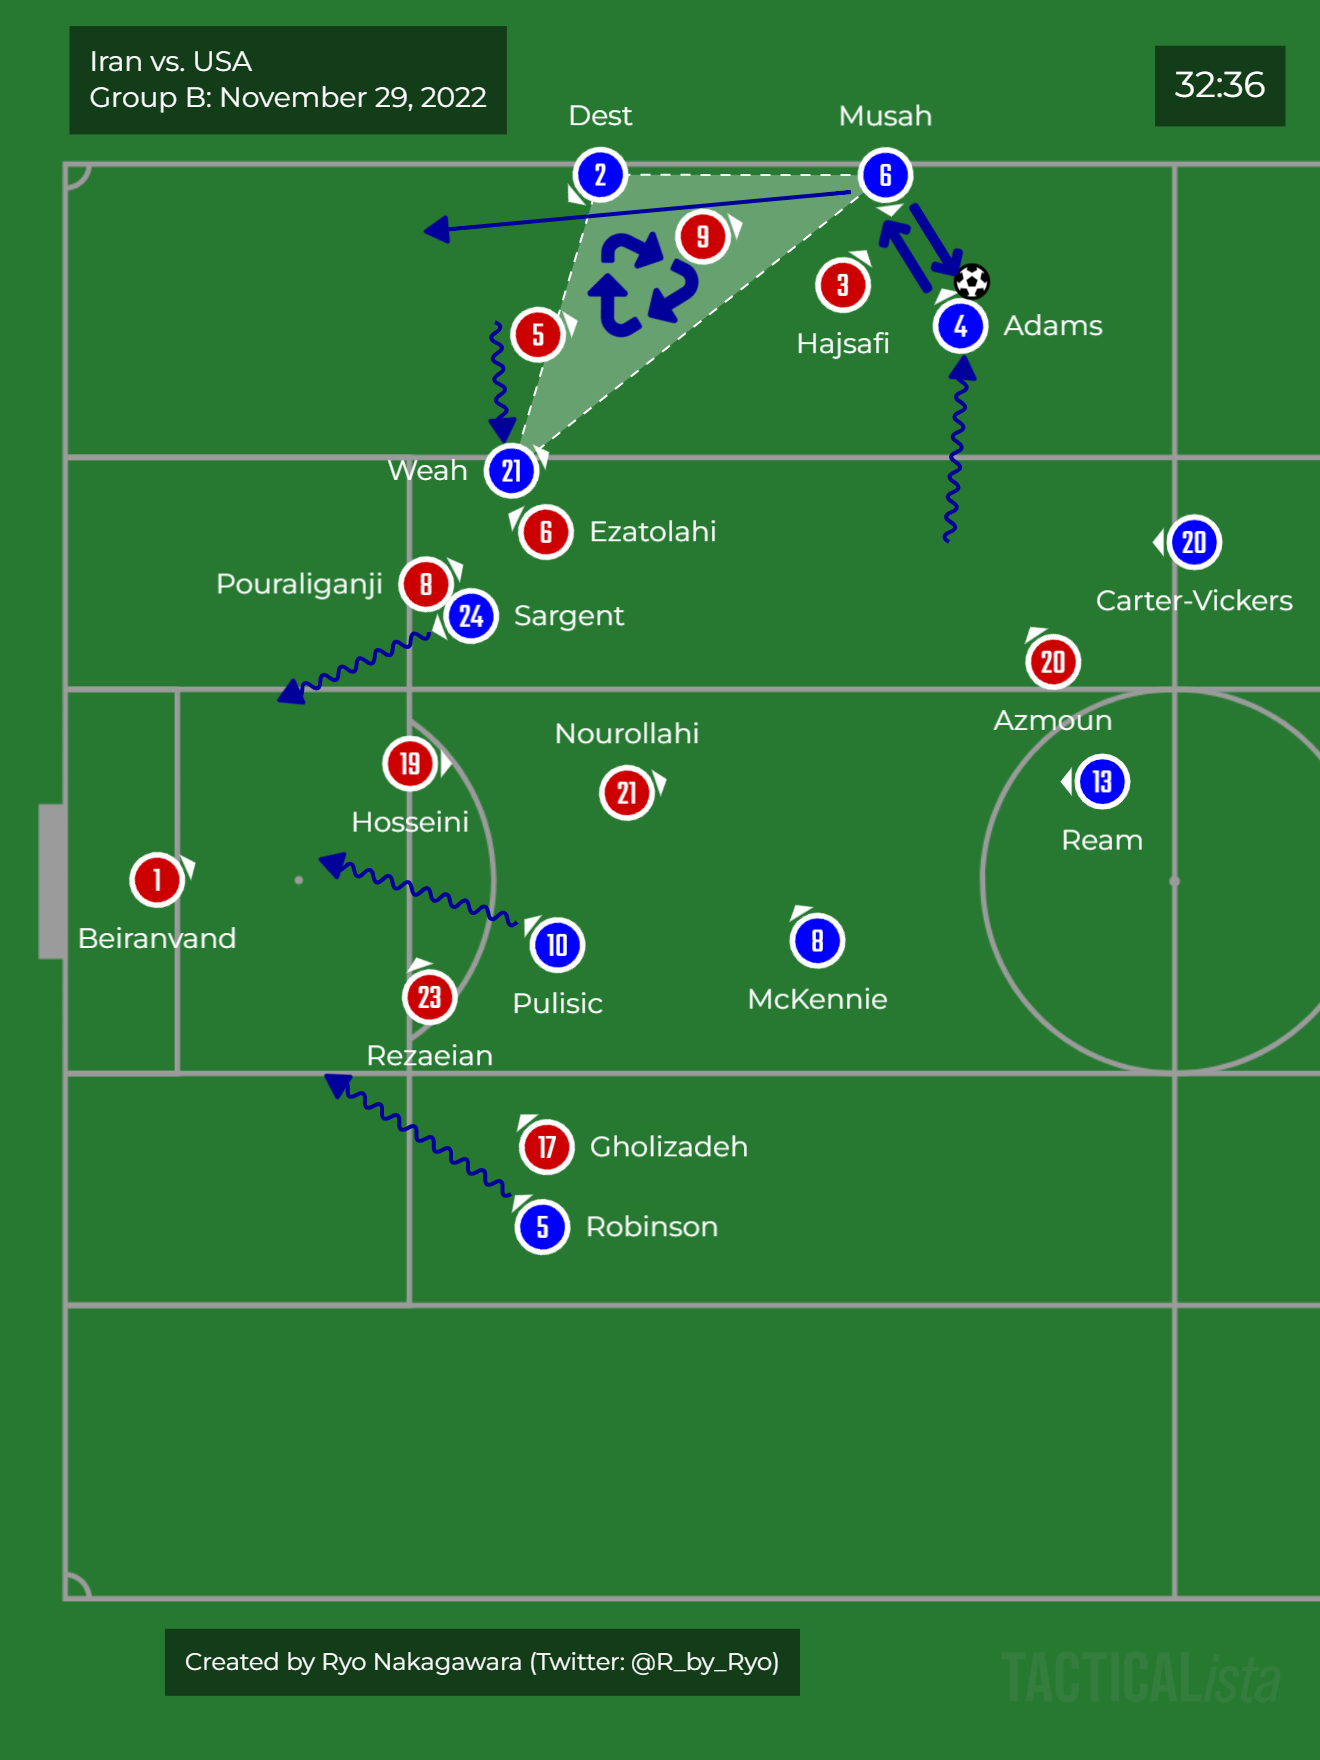 Iran vs. USA
Group B: November 29, 2022
32:36
Dest
Musah
2
6
9
3
Hajsafi
4
Adams
5
Weah
21
6
Ezatolahi
20
Carter-Vickers
Pouraliganji
8
24
Sargent
20
Azmoun
Nourollahi
19
Hosseini
21
13
Ream
1
Beiranvand
10
Pulisic
8
McKennie
23
Rezaeian
17
Gholizadeh
5
Robinson
Created by Ryo Nakagawara (Twitter: @R_by_Ryo)
TACTICALista